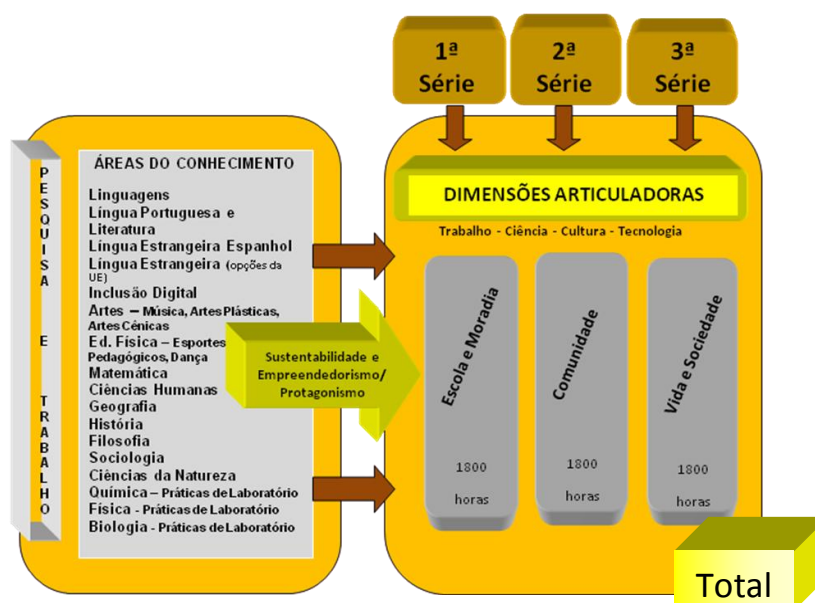 1ª
Série
2ª
Série
3ª
Série
PESQUISA E TRABALHO
ÁREAS DO CONHECIMENTO
Linguagens
Língua Portuguesa e
Literatura
Língua Estrangeira Espanhol
Língua Estrangeira (opções da
UE)
Inclusão Digital
Artes – Música, Artes Plásticas,
Artes Cênicas
Ed. Física – Esportes
Pedagógicos, Dança
Matemática
Ciências Humanas
Geografia
História
Filosofia
Sociologia
Ciências da Natureza
Química – Práticas de Laboratório
Física - Práticas de Laboratório
Biologia - Práticas de Laboratório
Sustentabilidade e
Empreendedorismo/
Protagonismo
DIMENSÕES ARTICULADORAS
Trabalho - Ciência - Cultura - Tecnologia
Escola e Moradia
1800
horas
Comunidade
1800
horas
Vida e Sociedade
1800
horas
Total